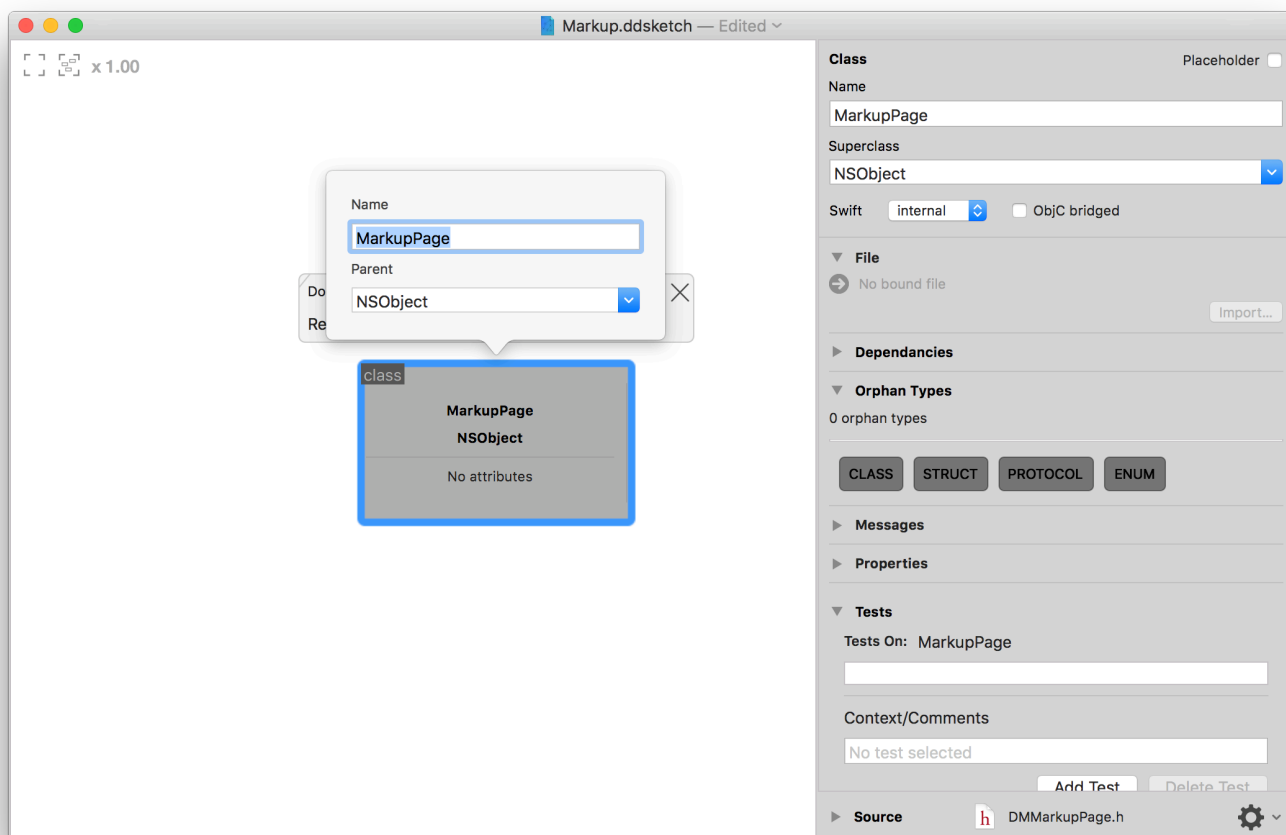 Markup.ddsketch — Edited
x 1.00
Name
MarkupPage
Parent
NSObject
Do
Re
class
MarkupPage
NSObject
No attributes
Class
Placeholder
Name
MarkupPage
Superclass
NSObject
Swift internal ObjC bridged
File
No bound file
Import...
Dependancies
Orphan Types
0 orphan types
CLASS STRUCT PROTOCOL ENUM
Messages
Properties
Tests
Tests On: MarkupPage
Context/Comments
No test selected
Add Test Delete Test
Source h DMMarkupPage.h